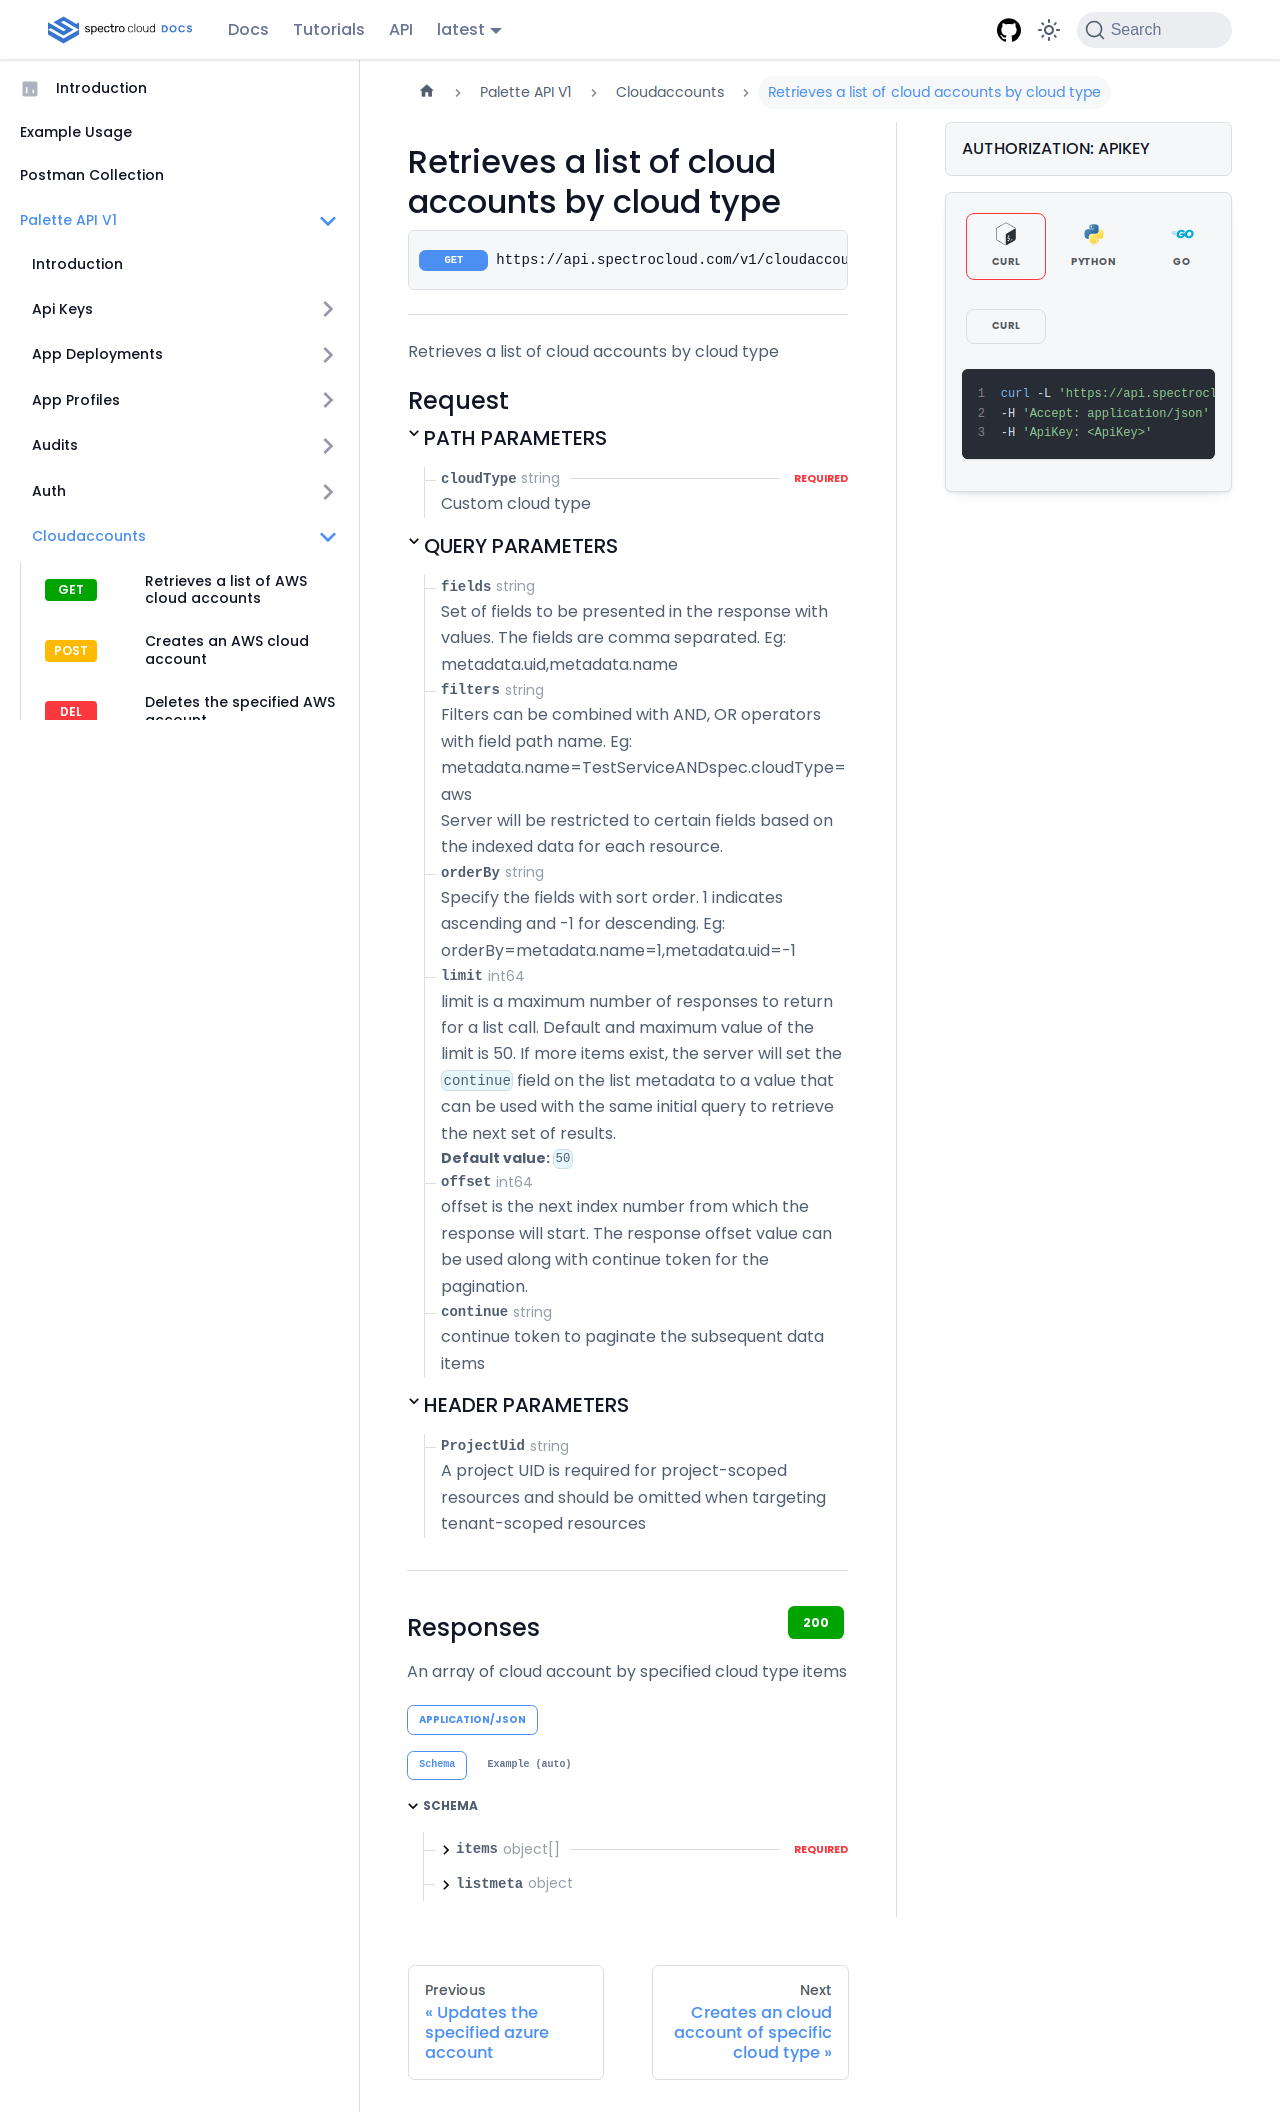 spectro cloud DOCS
Docs
Tutorials
API
latest
Search
Introduction
Example Usage
Postman Collection
Palette API V1
Introduction
Api Keys
App Deployments
App Profiles
Audits
Auth
Cloudaccounts
GET
Retrieves a list of AWS
cloud accounts
POST
Creates an AWS cloud
account
DEL
Deletes the specified AWS
account
Palette API V1
Cloudaccounts
Retrieves a list of cloud accounts by cloud type
Retrieves a list of cloud
accounts by cloud type
GET https://api.spectrocloud.com/v1/cloudaccou
Retrieves a list of cloud accounts by cloud type
Request
PATH PARAMETERS
cloudType string REQUIRED
Custom cloud type
QUERY PARAMETERS
fields string
Set of fields to be presented in the response with
values. The fields are comma separated. Eg:
metadata.uid,metadata.name
filters string
Filters can be combined with AND, OR operators
with field path name. Eg:
metadata.name=TestServiceANDspec.cloudType=
aws
Server will be restricted to certain fields based on
the indexed data for each resource.
orderBy string
Specify the fields with sort order. 1 indicates
ascending and -1 for descending. Eg:
orderBy=metadata.name=1,metadata.uid=-1
limit int64
limit is a maximum number of responses to return
for a list call. Default and maximum value of the
limit is 50. If more items exist, the server will set the
continue field on the list metadata to a value that
can be used with the same initial query to retrieve
the next set of results.
Default value: 50
offset int64
offset is the next index number from which the
response will start. The response offset value can
be used along with continue token for the
pagination.
continue string
continue token to paginate the subsequent data
items
HEADER PARAMETERS
ProjectUid string
A project UID is required for project-scoped
resources and should be omitted when targeting
tenant-scoped resources
Responses
200
An array of cloud account by specified cloud type items
APPLICATION/JSON
Schema
Example (auto)
SCHEMA
items object[] REQUIRED
listmeta object
Previous
« Updates the
specified azure
account
Next
Creates an cloud
account of specific
cloud type »
AUTHORIZATION: APIKEY
CURL
PYTHON
GO
GO
CURL
1 curl -L 'https://api.spectrocl
2 -H 'Accept: application/json'
3 -H 'ApiKey: <ApiKey>'